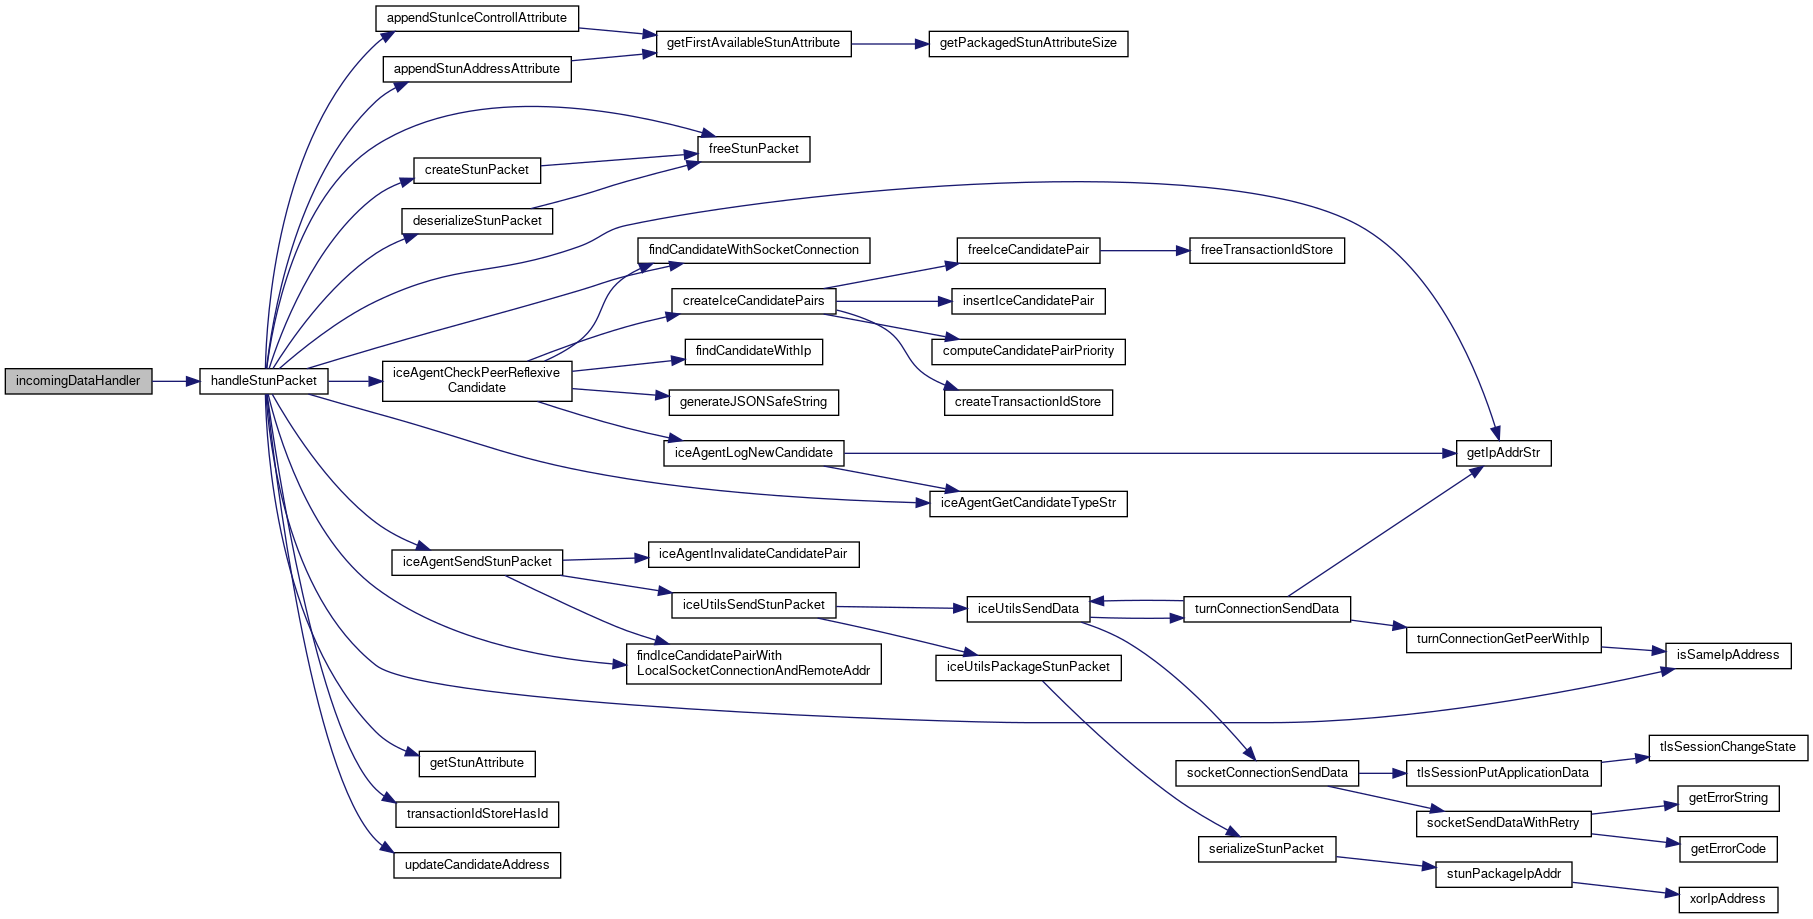 appendStunIceControllAttribute
getFirstAvailableStunAttribute
getPackagedStunAttributeSize
appendStunAddressAttribute
freeStunPacket
createStunPacket
deserializeStunPacket
findCandidateWithSocketConnection
freeIceCandidatePair
freeTransactionIdStore
createIceCandidatePairs
insertIceCandidatePair
findCandidateWithIp
computeCandidatePairPriority
incomingDataHandler
handleStunPacket
iceAgentCheckPeerReflexive
Candidate
generateJSONSafeString
createTransactionIdStore
iceAgentLogNewCandidate
getIpAddrStr
iceAgentGetCandidateTypeStr
iceAgentSendStunPacket
iceAgentInvalidateCandidatePair
iceUtilsSendStunPacket
iceUtilsSendData
turnConnectionSendData
turnConnectionGetPeerWithIp
isSameIpAddress
findIceCandidatePairWith
LocalSocketConnectionAndRemoteAddr
iceUtilsPackageStunPacket
getStunAttribute
socketConnectionSendData
tlsSessionPutApplicationData
tlsSessionChangeState
transactionIdStoreHasId
socketSendDataWithRetry
getErrorString
getErrorCode
updateCandidateAddress
serializeStunPacket
stunPackageIpAddr
xorIpAddress